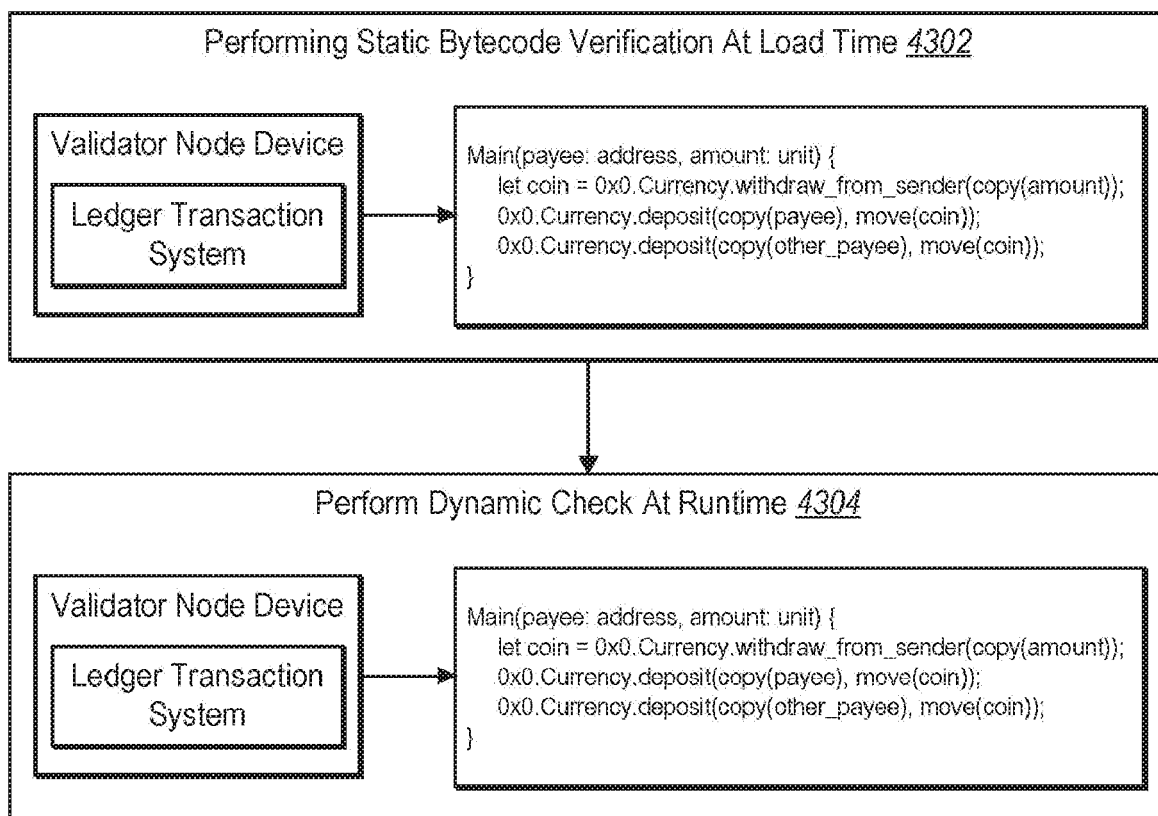 Performing Static Bytecode Verification At Load Time 4302
Validator Node Device
Ledger Transaction
System
Main(payee: address, amount: unit) {
let coin = 0x0.Currency.withdraw_from_sender(copy(amount));
0x0.Currency.deposit(copy(payee), move(coin));
0x0.Currency.deposit(copy(other_payee), move(coin));
}
Perform Dynamic Check At Runtime 4304
Validator Node Device
Ledger Transaction
System
Main(payee: address, amount: unit) {
let coin = 0x0.Currency.withdraw_from_sender(copy(amount));
0x0.Currency.deposit(copy(payee), move(coin));
0x0.Currency.deposit(copy(other_payee), move(coin));
}